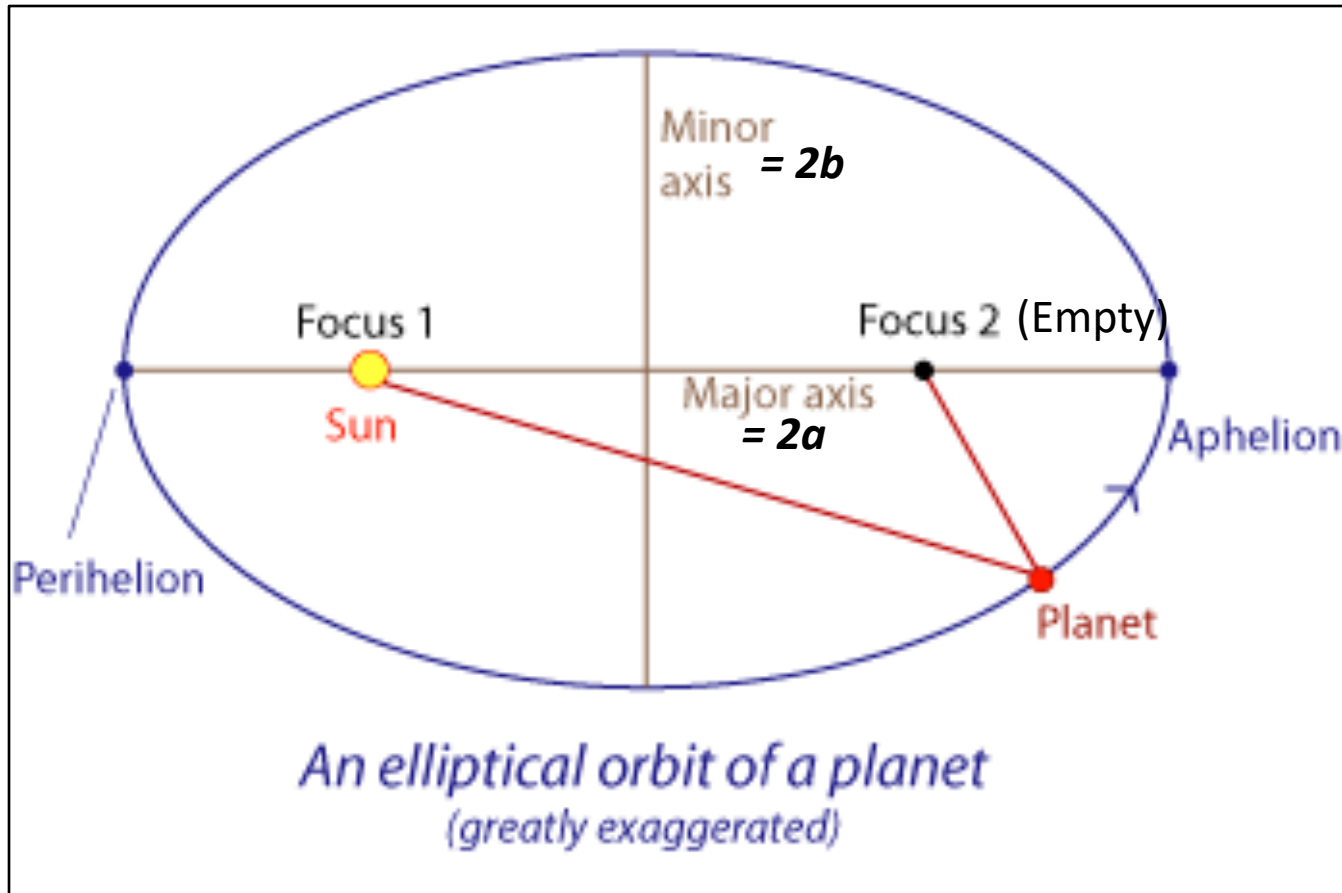 Minor
axis = 2b
Focus 1
Focus 2 (Empty)
Major axis
= 2a
Sun
Aphelion
Perihelion
Planet
An elliptical orbit of a planet
(greatly exaggerated)